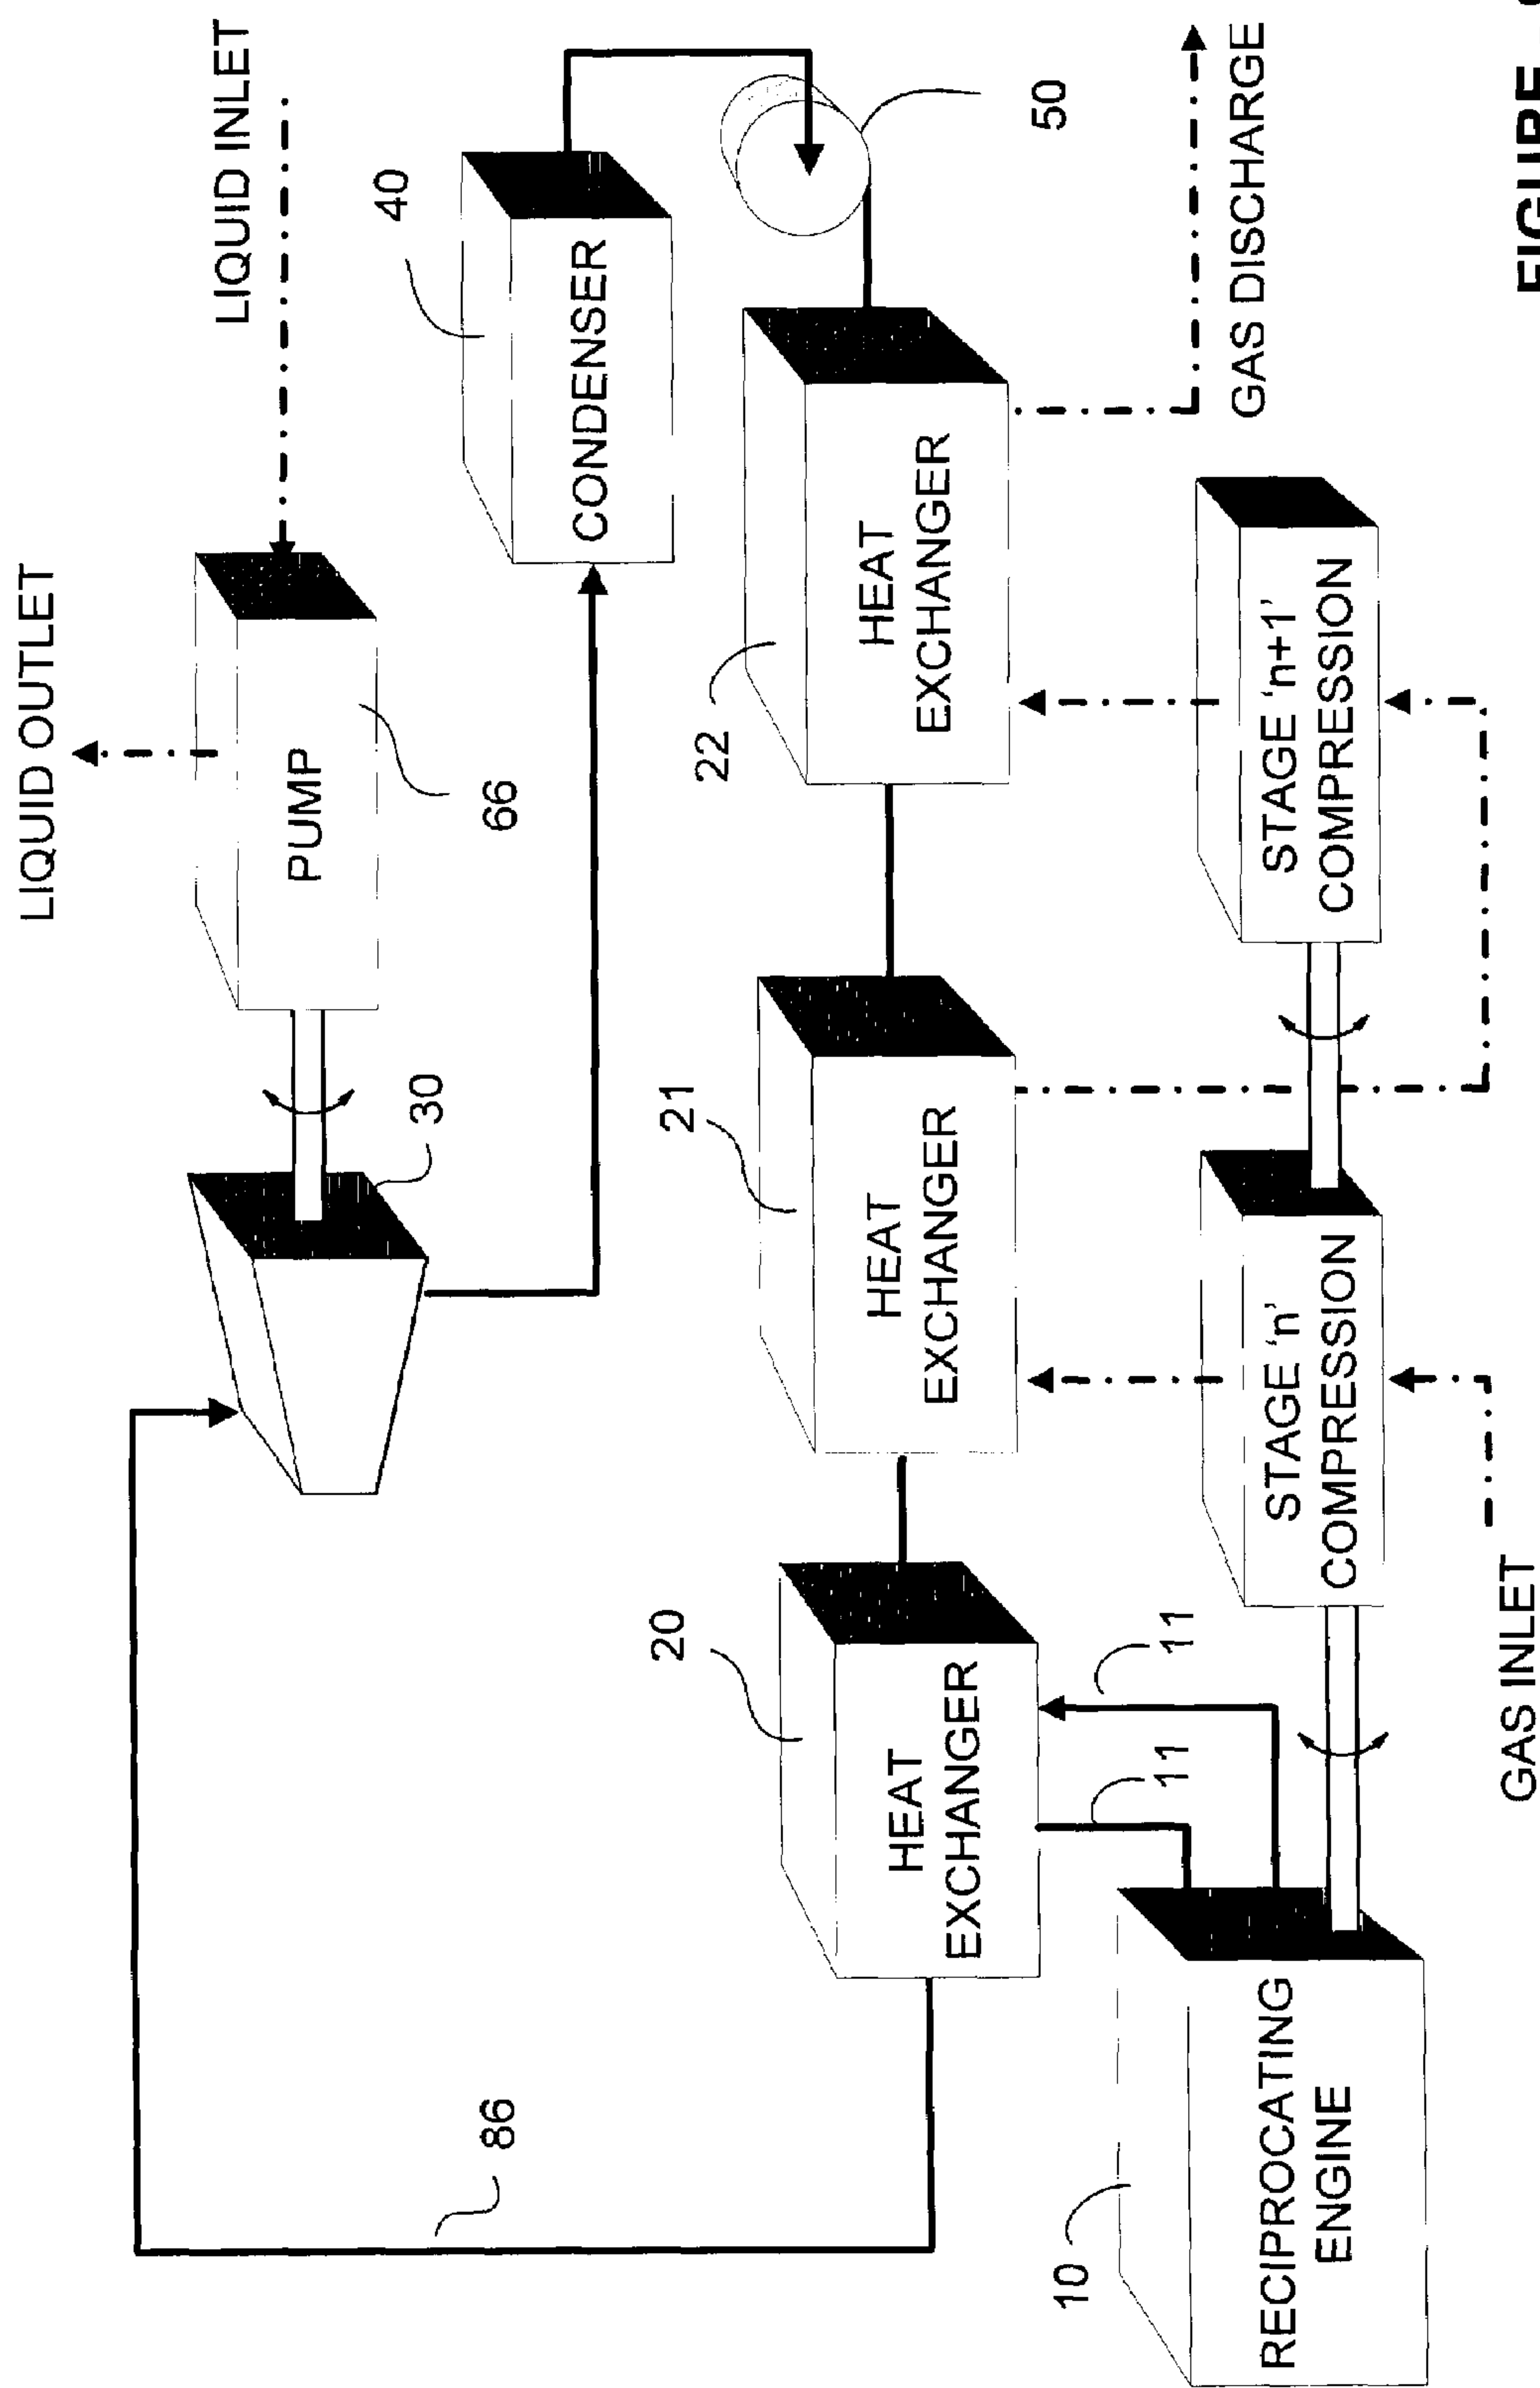 LIQUID OUTLET
LIQUID INLET
PUMP
66
30
40
CONDENSER
86
50
20
21
22
HEAT
EXCHANGER
HEAT
EXCHANGER
HEAT
EXCHANGER
10
11
11
RECIPROCATING
ENGINE
STAGE 'n'
COMPRESSION
STAGE 'n+1'
COMPRESSION
GAS DISCHARGE
GAS INLET
FIGURE